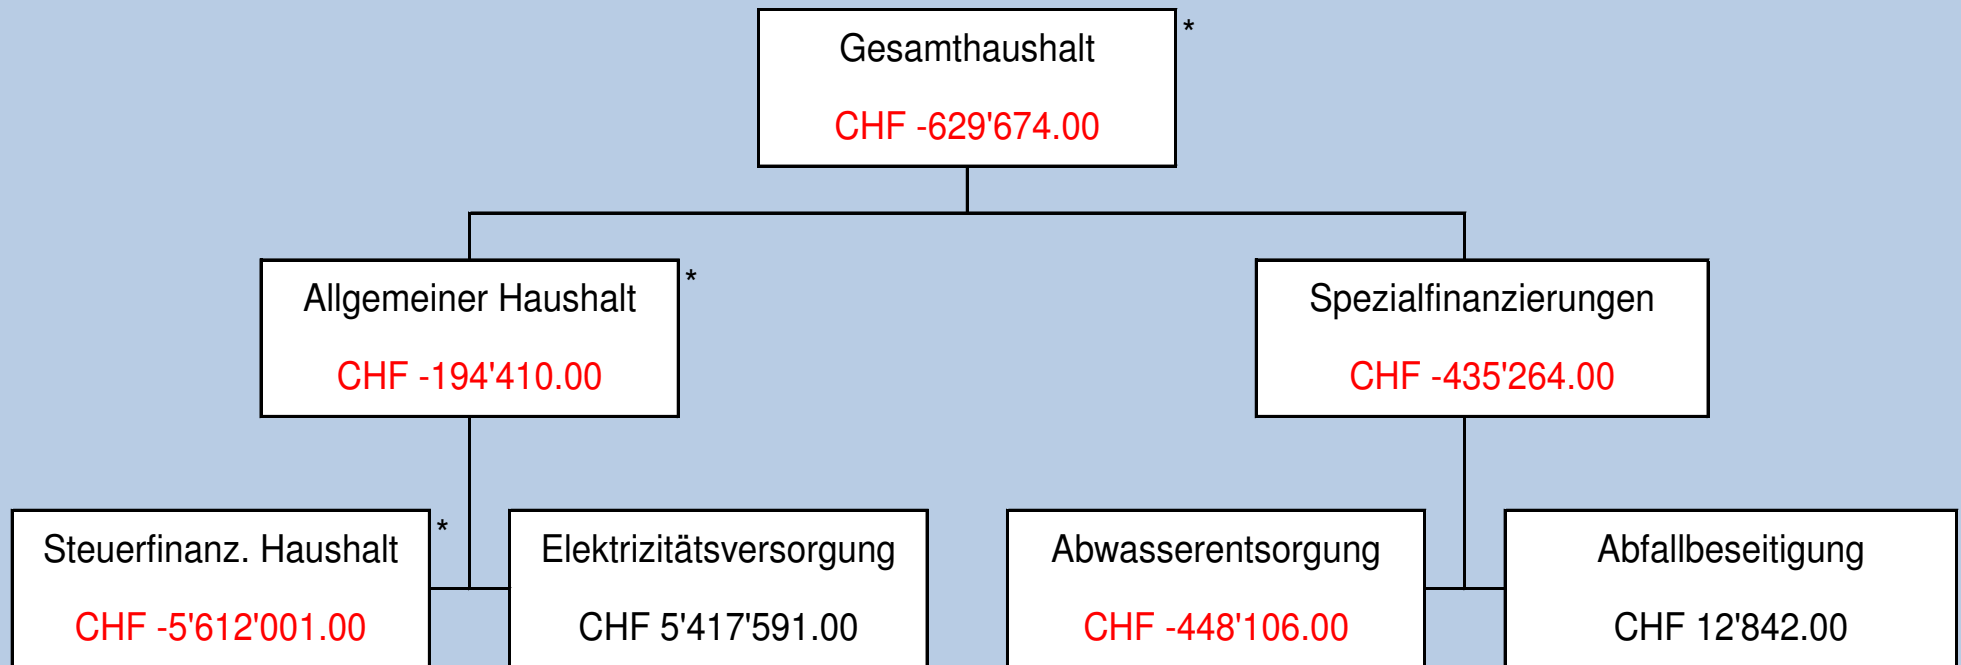 Gesamthaushalt *
CHF -629'674.00
Allgemeiner Haushalt *
CHF -194'410.00
Spezialfinanzierungen
CHF -435'264.00
Steuerfinanz. Haushalt *
CHF -5'612'001.00
Elektrizitätsversorgung
CHF 5'417'591.00
Abwasserentsorgung
CHF -448'106.00
Abfallbeseitigung
CHF 12'842.00